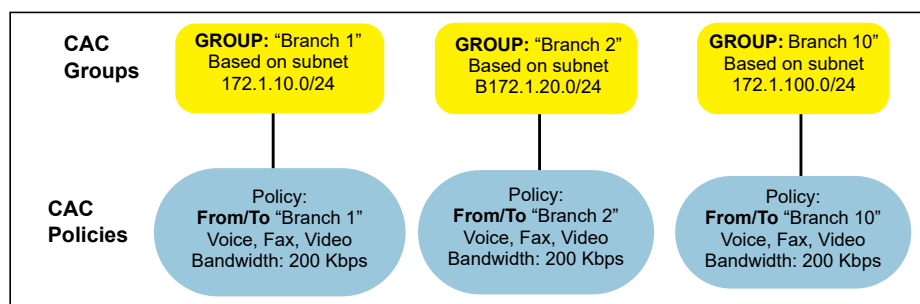 CAC
Groups
GROUP: “Branch 1”
Based on subnet
172.1.10.0/24
GROUP: “Branch 2”
Based on subnet
B172.1.20.0/24
GROUP: Branch 10”
Based on subnet
172.1.100.0/24
CAC
Policies
Policy:
From/To “Branch 1”
Voice, Fax, Video
Bandwidth: 200 Kbps
Policy:
From/To “Branch 2”
Voice, Fax, Video
Bandwidth: 200 Kbps
Policy:
From/To “Branch 10”
Voice, Fax, Video
Bandwidth: 200 Kbps